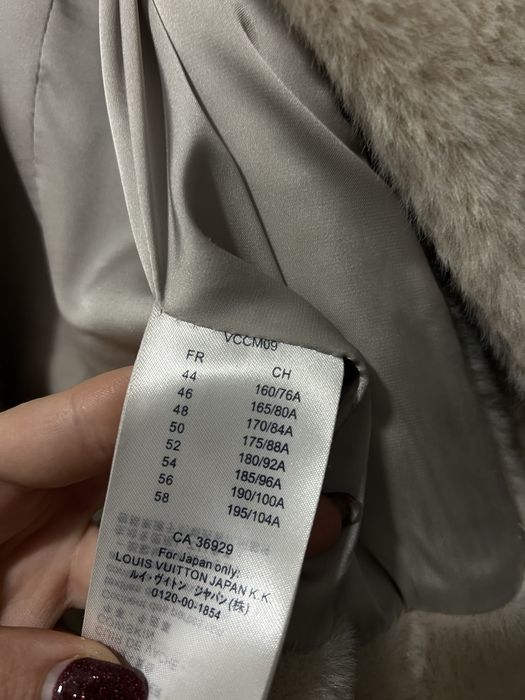 VCCM09
FR CH
44 160/76A
46 165/80A
48 170/84A
50 175/88A
52 180/92A
54 185/96A
56 190/100A
58 195/104A
CA 36929
For Japan only:
LOUIS VUITTON JAPAN K.K.
ルイ・ヴィトン ジャパン(株)
0120-00-1854